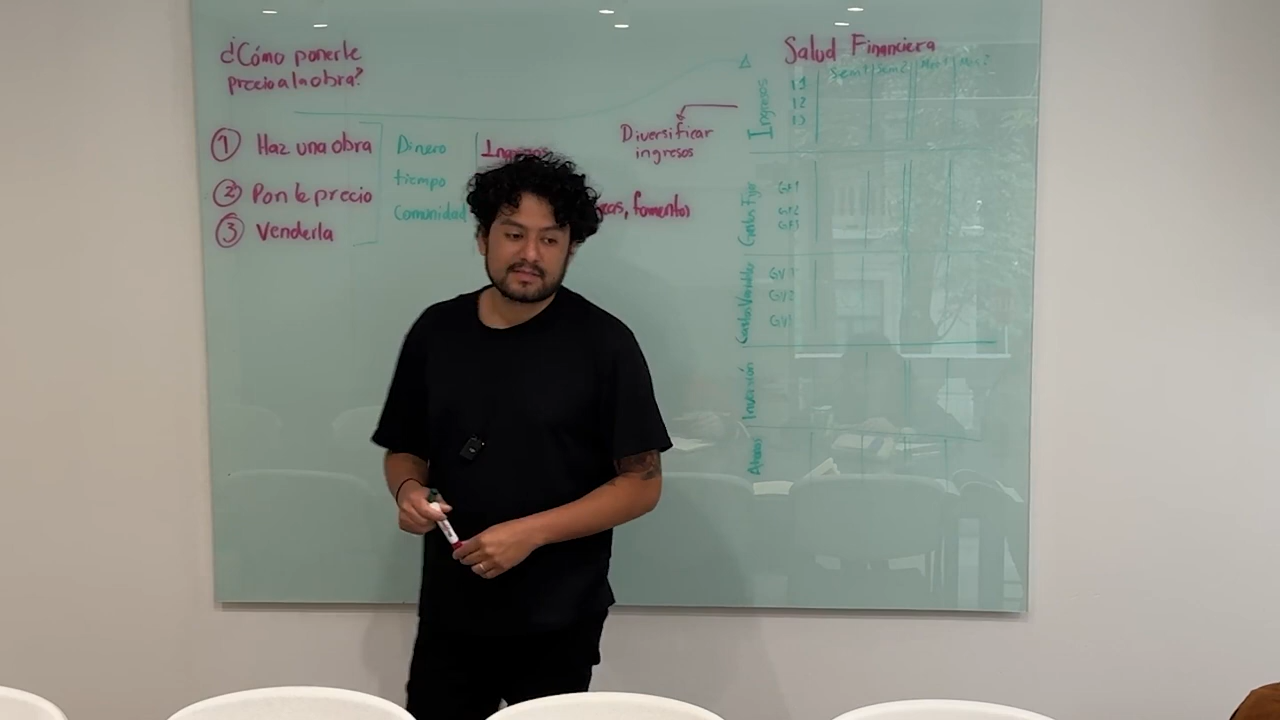 ¿Cómo ponerle
precio a la obra?
① Haz una obra
② Ponle precio
③ Venderla
Dinero
tiempo
Comunidad
Ingresos
fomentos
Diversificar
ingresos
Salud Financiera
Sem 1 Sem 2 Mes 1 Mes 2
Ingresos
I1
I2
I3
Gastos Fijos
GF1
GF2
GF3
Gastos Variables
GV1
GV2
GV3
Inversión
Ahorro